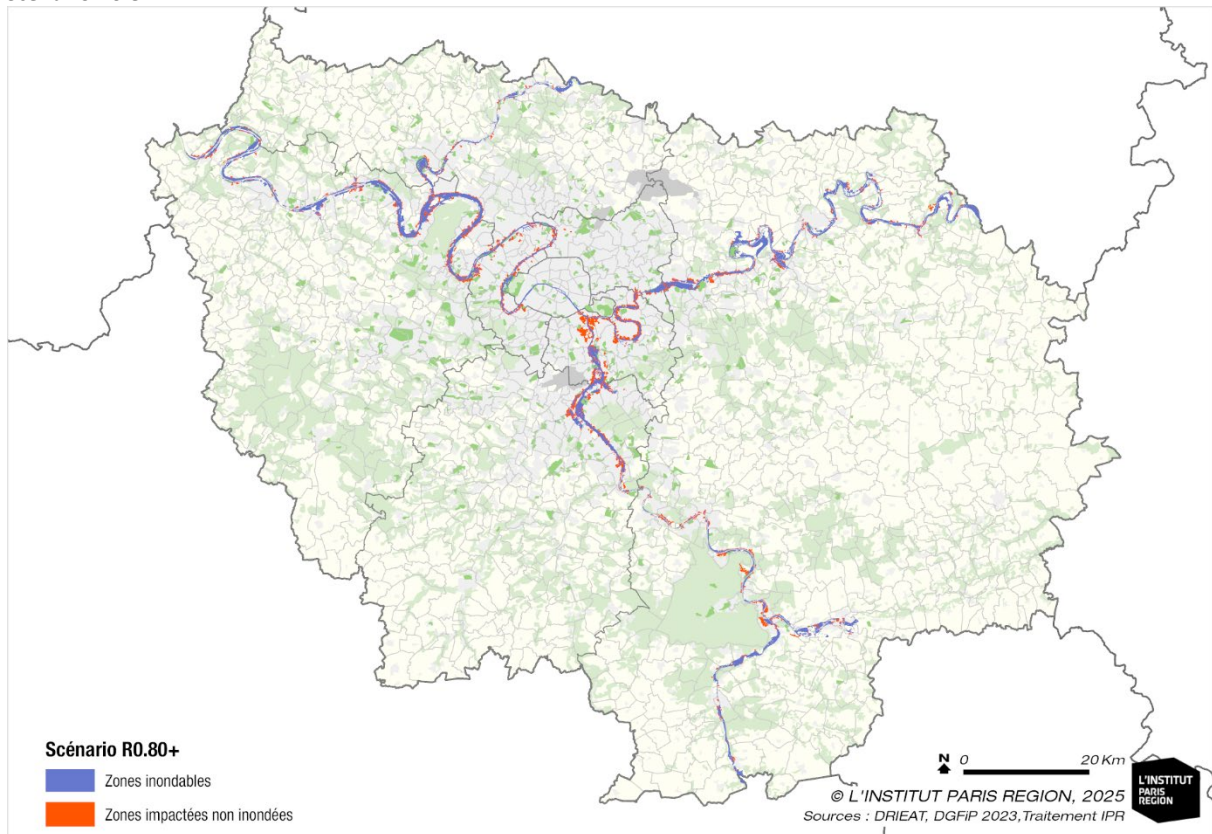 Scénario R0.80+
Zones inondables
Zones impactées non inondées
N 0 20 Km
© L'INSTITUT PARIS REGION, 2025
Sources : DRIEAT, DGFiP 2023,Traitement IPR
L'INSTITUT
PARIS
REGION